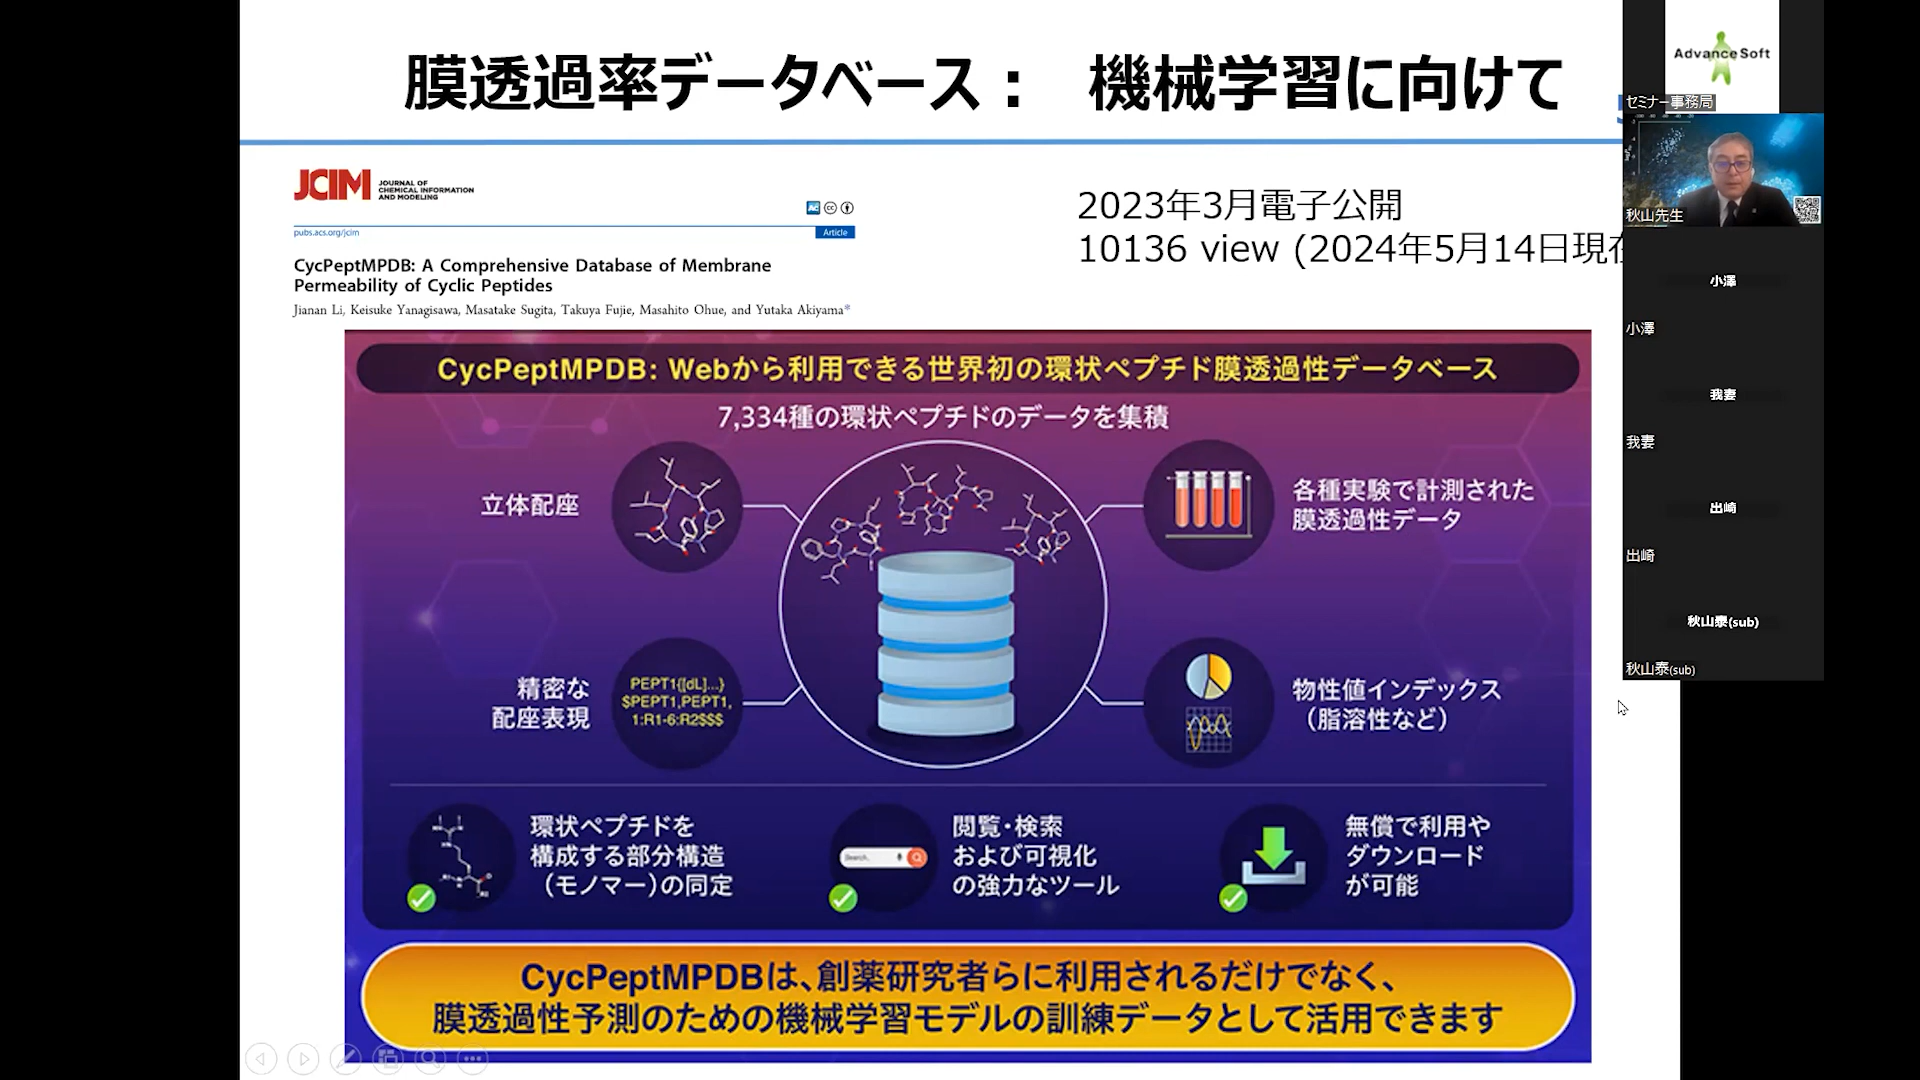 膜透過率データベース： 機械学習に向けて
JCIM
JOURNAL OF
CHEMICAL INFORMATION
AND MODELING
pubs.acs.org/jcim
Article
CycPeptMPDB: A Comprehensive Database of Membrane
Permeability of Cyclic Peptides
Jianan Li, Keisuke Yanagisawa, Masatake Sugita, Takuya Fujie, Masahito Ohue, and Yutaka Akiyama*
2023年3月電子公開
10136 view (2024年5月14日現在
CycPeptMPDB: Webから利用できる世界初の環状ペプチド膜透過性データベース
7,334種の環状ペプチドのデータを集積
立体配座
各種実験で計測された
膜透過性データ
精密な
配座表現
PEPT1{[dL]...}
$PEPT1,PEPT1,
1:R1-6:R2$$$
物性値インデックス
（脂溶性など）
環状ペプチドを
構成する部分構造
（モノマー）の同定
Search..
閲覧・検索
および可視化
の強力なツール
無償で利用や
ダウンロード
が可能
CycPeptMPDBは、創薬研究者らに利用されるだけでなく、
膜透過性予測のための機械学習モデルの訓練データとして活用できます
AdvanceSoft
セミナー事務局
秋山先生
小澤
小澤
我妻
我妻
出崎
出崎
秋山泰(sub)
秋山泰(sub)